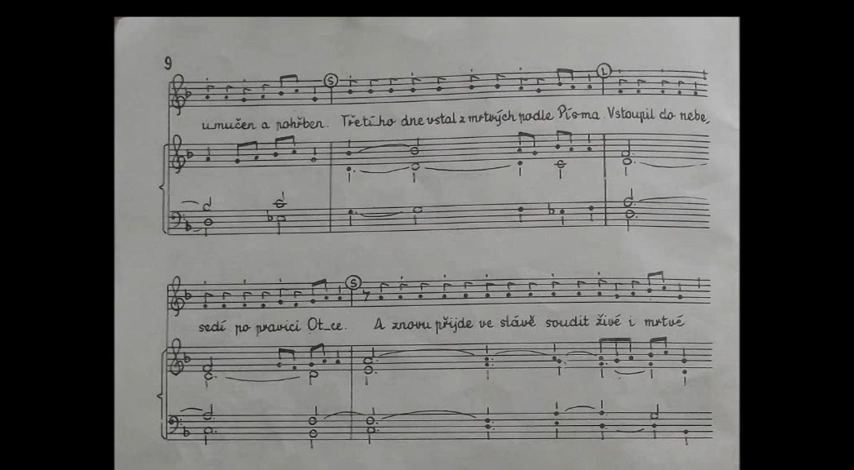 9
S L
umučen a pohřben. Třetího dne vstal z mrtvých podle Písma. Vstoupil do nebe,
S
sedí po pravici Ot_ce. A znovu přijde ve slávě soudit živé i mrtvé